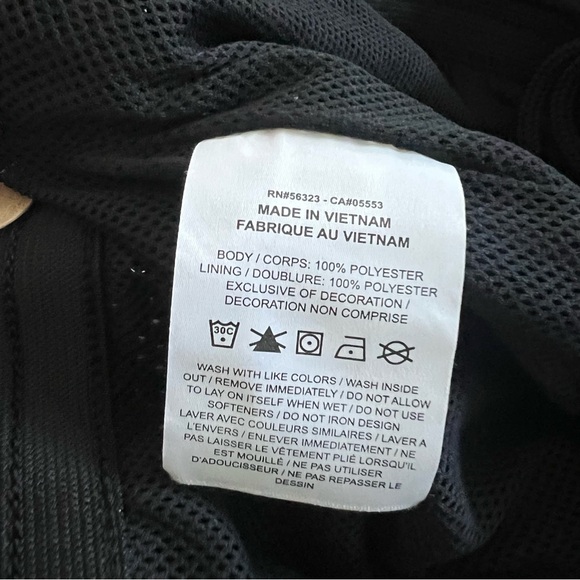 RN#56323 - CA#05553
MADE IN VIETNAM
FABRIQUE AU VIETNAM
BODY / CORPS: 100% POLYESTER
LINING / DOUBLURE: 100% POLYESTER
EXCLUSIVE OF DECORATION /
DECORATION NON COMPRISE
30C
WASH WITH LIKE COLORS / WASH INSIDE
OUT / REMOVE IMMEDIATELY / DO NOT ALLOW
TO LAY ON ITSELF WHEN WET / DO NOT USE
SOFTENERS / DO NOT IRON DESIGN
LAVER AVEC COULEURS SIMILAIRES / LAVER A
L'ENVERS / ENLEVER IMMEDIATEMENT / NE
PAS LAISSER LE VÊTEMENT PLIÉ LORSQU'IL
EST MOUILLÉ / NE PAS UTILISER
D'ADOUCISSEUR / NE PAS REPASSER LE
DESSIN